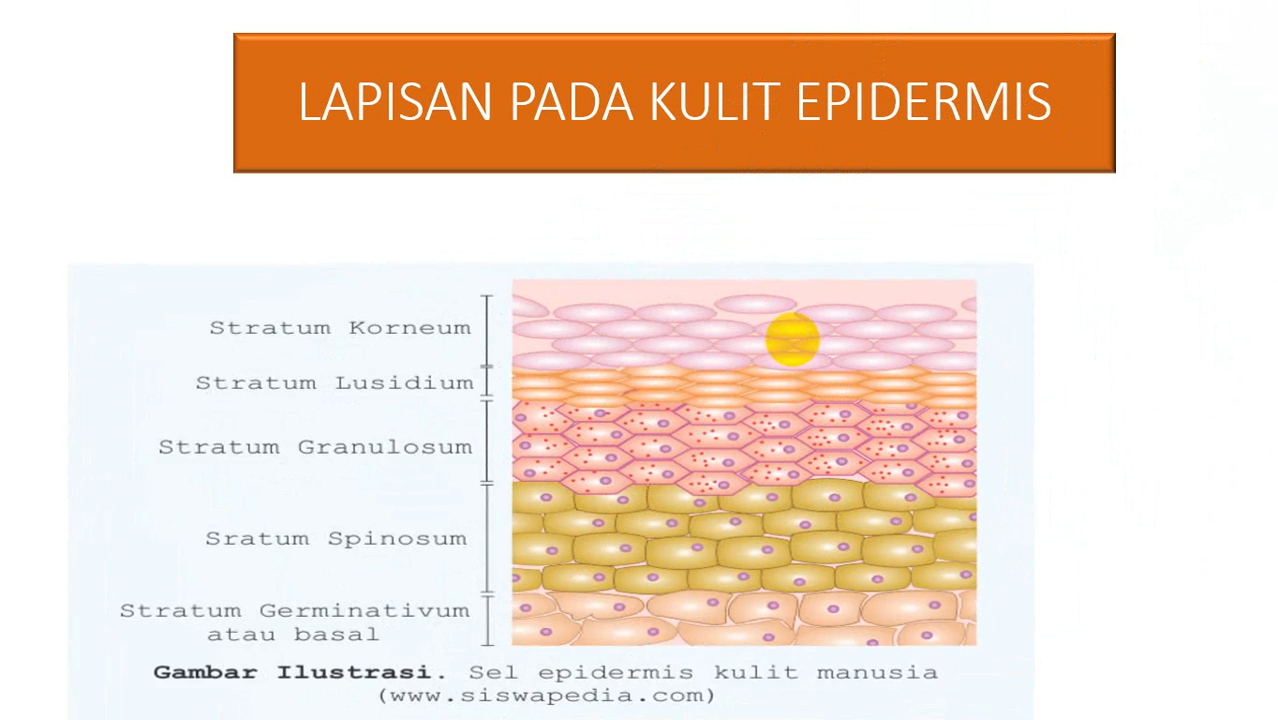 LAPISAN PADA KULIT EPIDERMIS
Stratum Korneum
Stratum Lusidium
Stratum Granulosum
Sratum Spinosum
Stratum Germinativum
atau basal
Gambar Ilustrasi. Sel epidermis kulit manusia
(www.siswapedia.com)